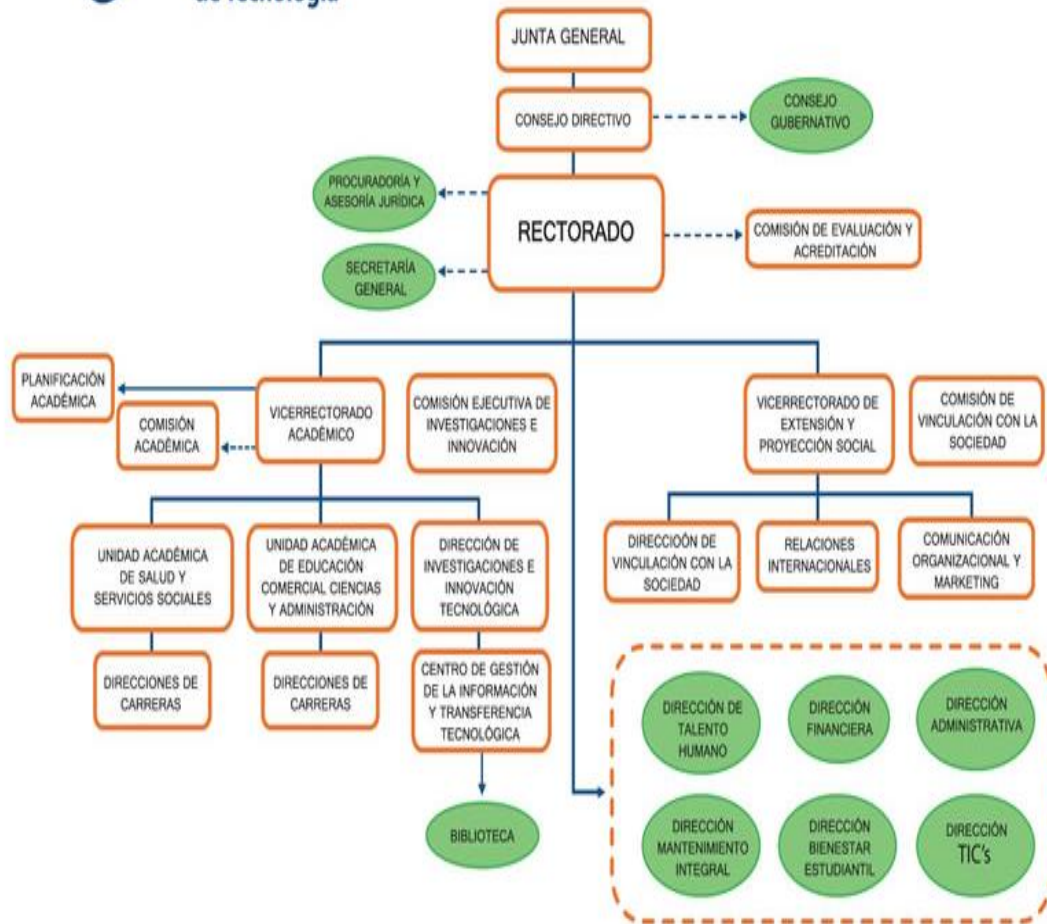 de Tecnología
JUNTA GENERAL
CONSEJO DIRECTIVO
CONSEJO
GUBERNATIVO
PROCURADORÍA Y
ASESORÍA JURÍDICA
RECTORADO
COMISIÓN DE EVALUACIÓN Y
ACREDITACIÓN
SECRETARÍA
GENERAL
PLANIFICACIÓN
ACADÉMICA
COMISIÓN
ACADÉMICA
VICERRECTORADO
ACADÉMICO
COMISIÓN EJECUTIVA DE
INVESTIGACIONES E
INNOVACIÓN
VICERRECTORADO DE
EXTENSIÓN Y
PROYECCIÓN SOCIAL
COMISIÓN DE
VINCULACIÓN CON LA
SOCIEDAD
UNIDAD ACADÉMICA
DE SALUD Y
SERVICIOS SOCIALES
UNIDAD ACADÉMICA
DE EDUCACIÓN
COMERCIAL CIENCIAS
Y ADMINISTRACIÓN
DIRECCIÓN DE
INVESTIGACIONES E
INNOVACIÓN
TECNOLÓGICA
DIRECCIOÓN DE
VINCULACIÓN CON LA
SOCIEDAD
RELACIONES
INTERNACIONALES
COMUNICACIÓN
ORGANIZACIONAL Y
MARKETING
DIRECCIONES DE
CARRERAS
DIRECCIONES DE
CARRERAS
CENTRO DE GESTIÓN
DE LA INFORMACIÓN
Y TRANSFERENCIA
TECNOLÓGICA
BIBLIOTECA
DIRECCIÓN DE
TALENTO
HUMANO
DIRECCIÓN
FINANCIERA
DIRECCIÓN
ADMINISTRATIVA
DIRECCIÓN
MANTENIMIENTO
INTEGRAL
DIRECCIÓN
BIENESTAR
ESTUDIANTIL
DIRECCIÓN
TIC's